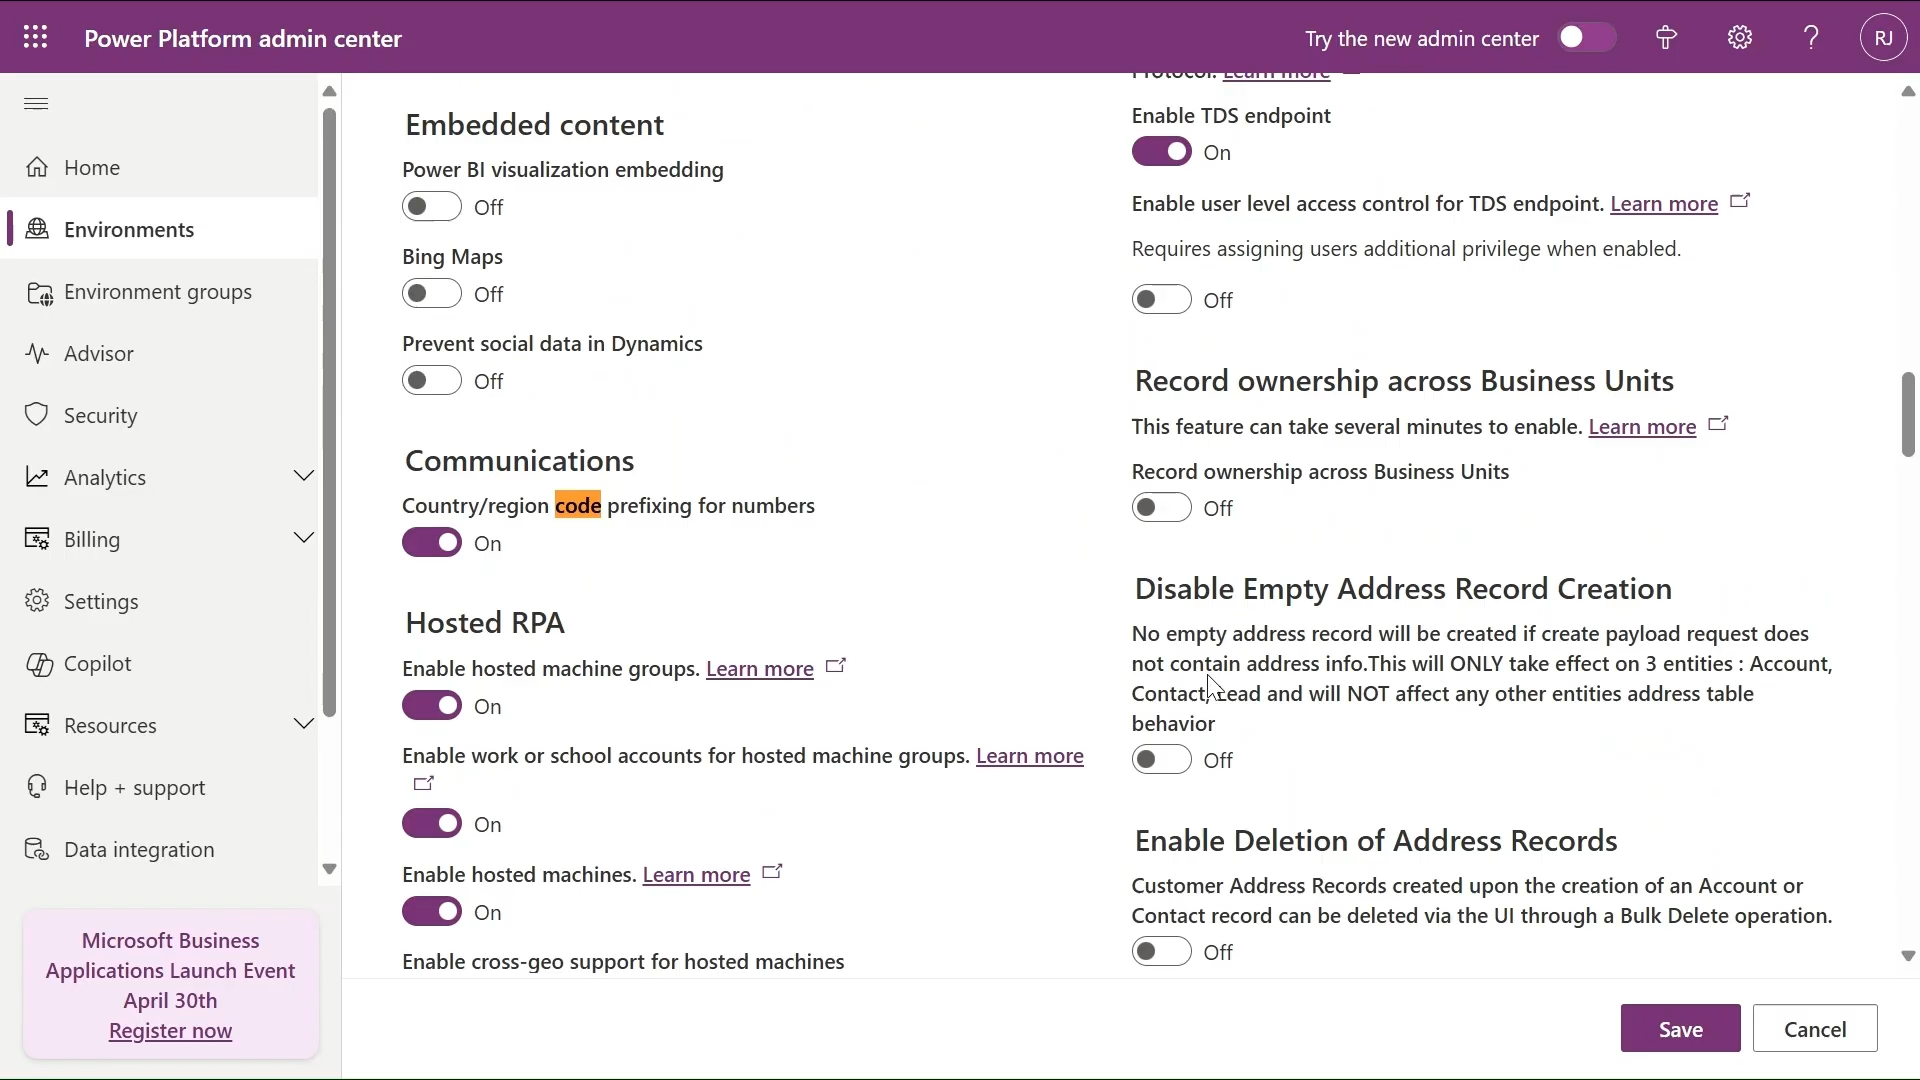 Power Platform admin center
Try the new admin center
RJ
Home
Environments
Environment groups
Advisor
Security
Analytics
Billing
Settings
Copilot
Resources
Help + support
Data integration
Microsoft Business
Applications Launch Event
April 30th
Register now
Embedded content
Power BI visualization embedding
Off
Bing Maps
Off
Prevent social data in Dynamics
Off
Communications
Country/region code prefixing for numbers
On
Hosted RPA
Enable hosted machine groups. Learn more
On
Enable work or school accounts for hosted machine groups. Learn more
On
Enable hosted machines. Learn more
On
Enable cross-geo support for hosted machines
Protocol. Learn more
Enable TDS endpoint
On
Enable user level access control for TDS endpoint. Learn more
Requires assigning users additional privilege when enabled.
Off
Record ownership across Business Units
This feature can take several minutes to enable. Learn more
Record ownership across Business Units
Off
Disable Empty Address Record Creation
No empty address record will be created if create payload request does
not contain address info.This will ONLY take effect on 3 entities : Account,
Contact, Lead and will NOT affect any other entities address table
behavior
Off
Enable Deletion of Address Records
Customer Address Records created upon the creation of an Account or
Contact record can be deleted via the UI through a Bulk Delete operation.
Off
Save
Cancel